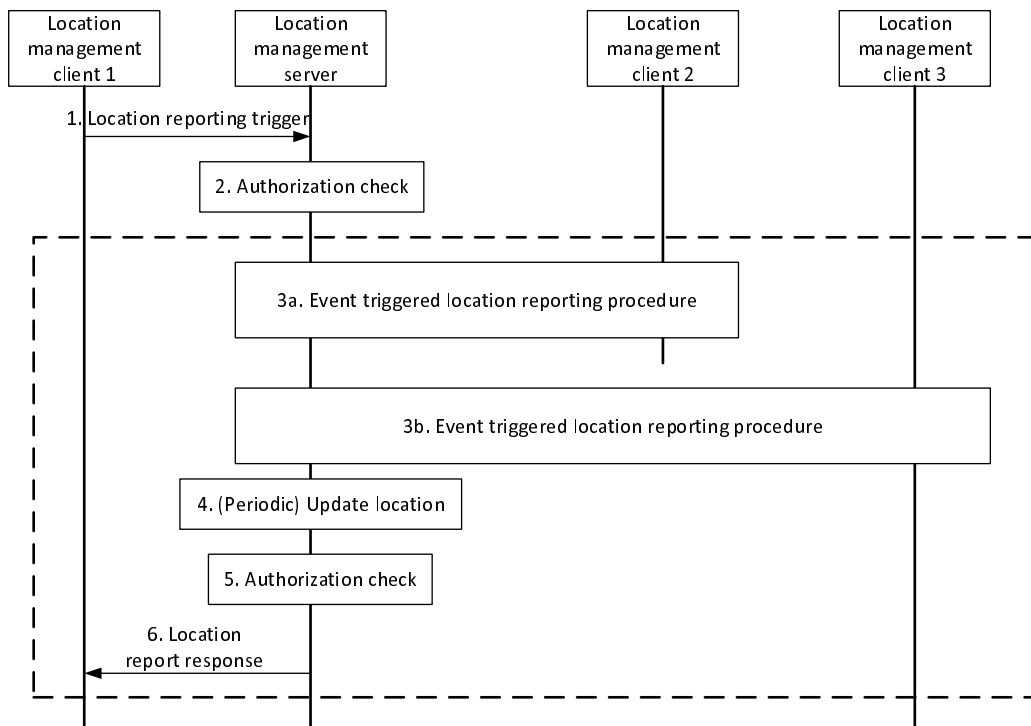 Location
management
client 1
Location
management
server
Location
management
client 2
Location
management
client 3
1. Location reporting trigger
2. Authorization check
3a. Event triggered location reporting procedure
3b. Event triggered location reporting procedure
4. (Periodic) Update location
5. Authorization check
6. Location
report response